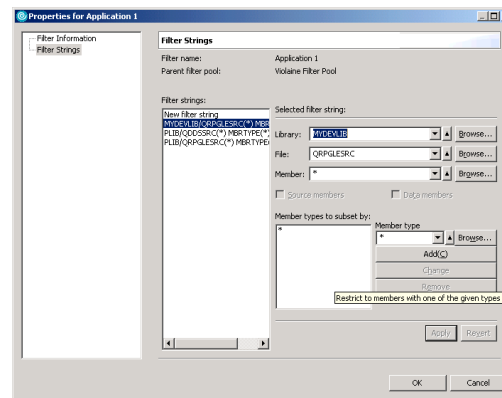 Properties for Application 1
Filter Information
Filter Strings
Filter Strings
Filter name: Application 1
Parent filter pool: Violaine Filter Pool
Filter strings:
Selected filter string:
New filter string
MYDEVLIB/QRPGLESRC(*) MBR
PLIB/QDDSSRC(*) MBRTYPE(*
PLIB/QRPGLESRC(*) MBRTYPE(
Library: MYDEVLIB Browse...
File: QRPGLESRC Browse...
Member: * Browse...
Source members Data members
Member types to subset by:
*
Member type
* Browse...
Add(C)
Change
Remove
Restrict to members with one of the given types
Apply Revert
OK Cancel